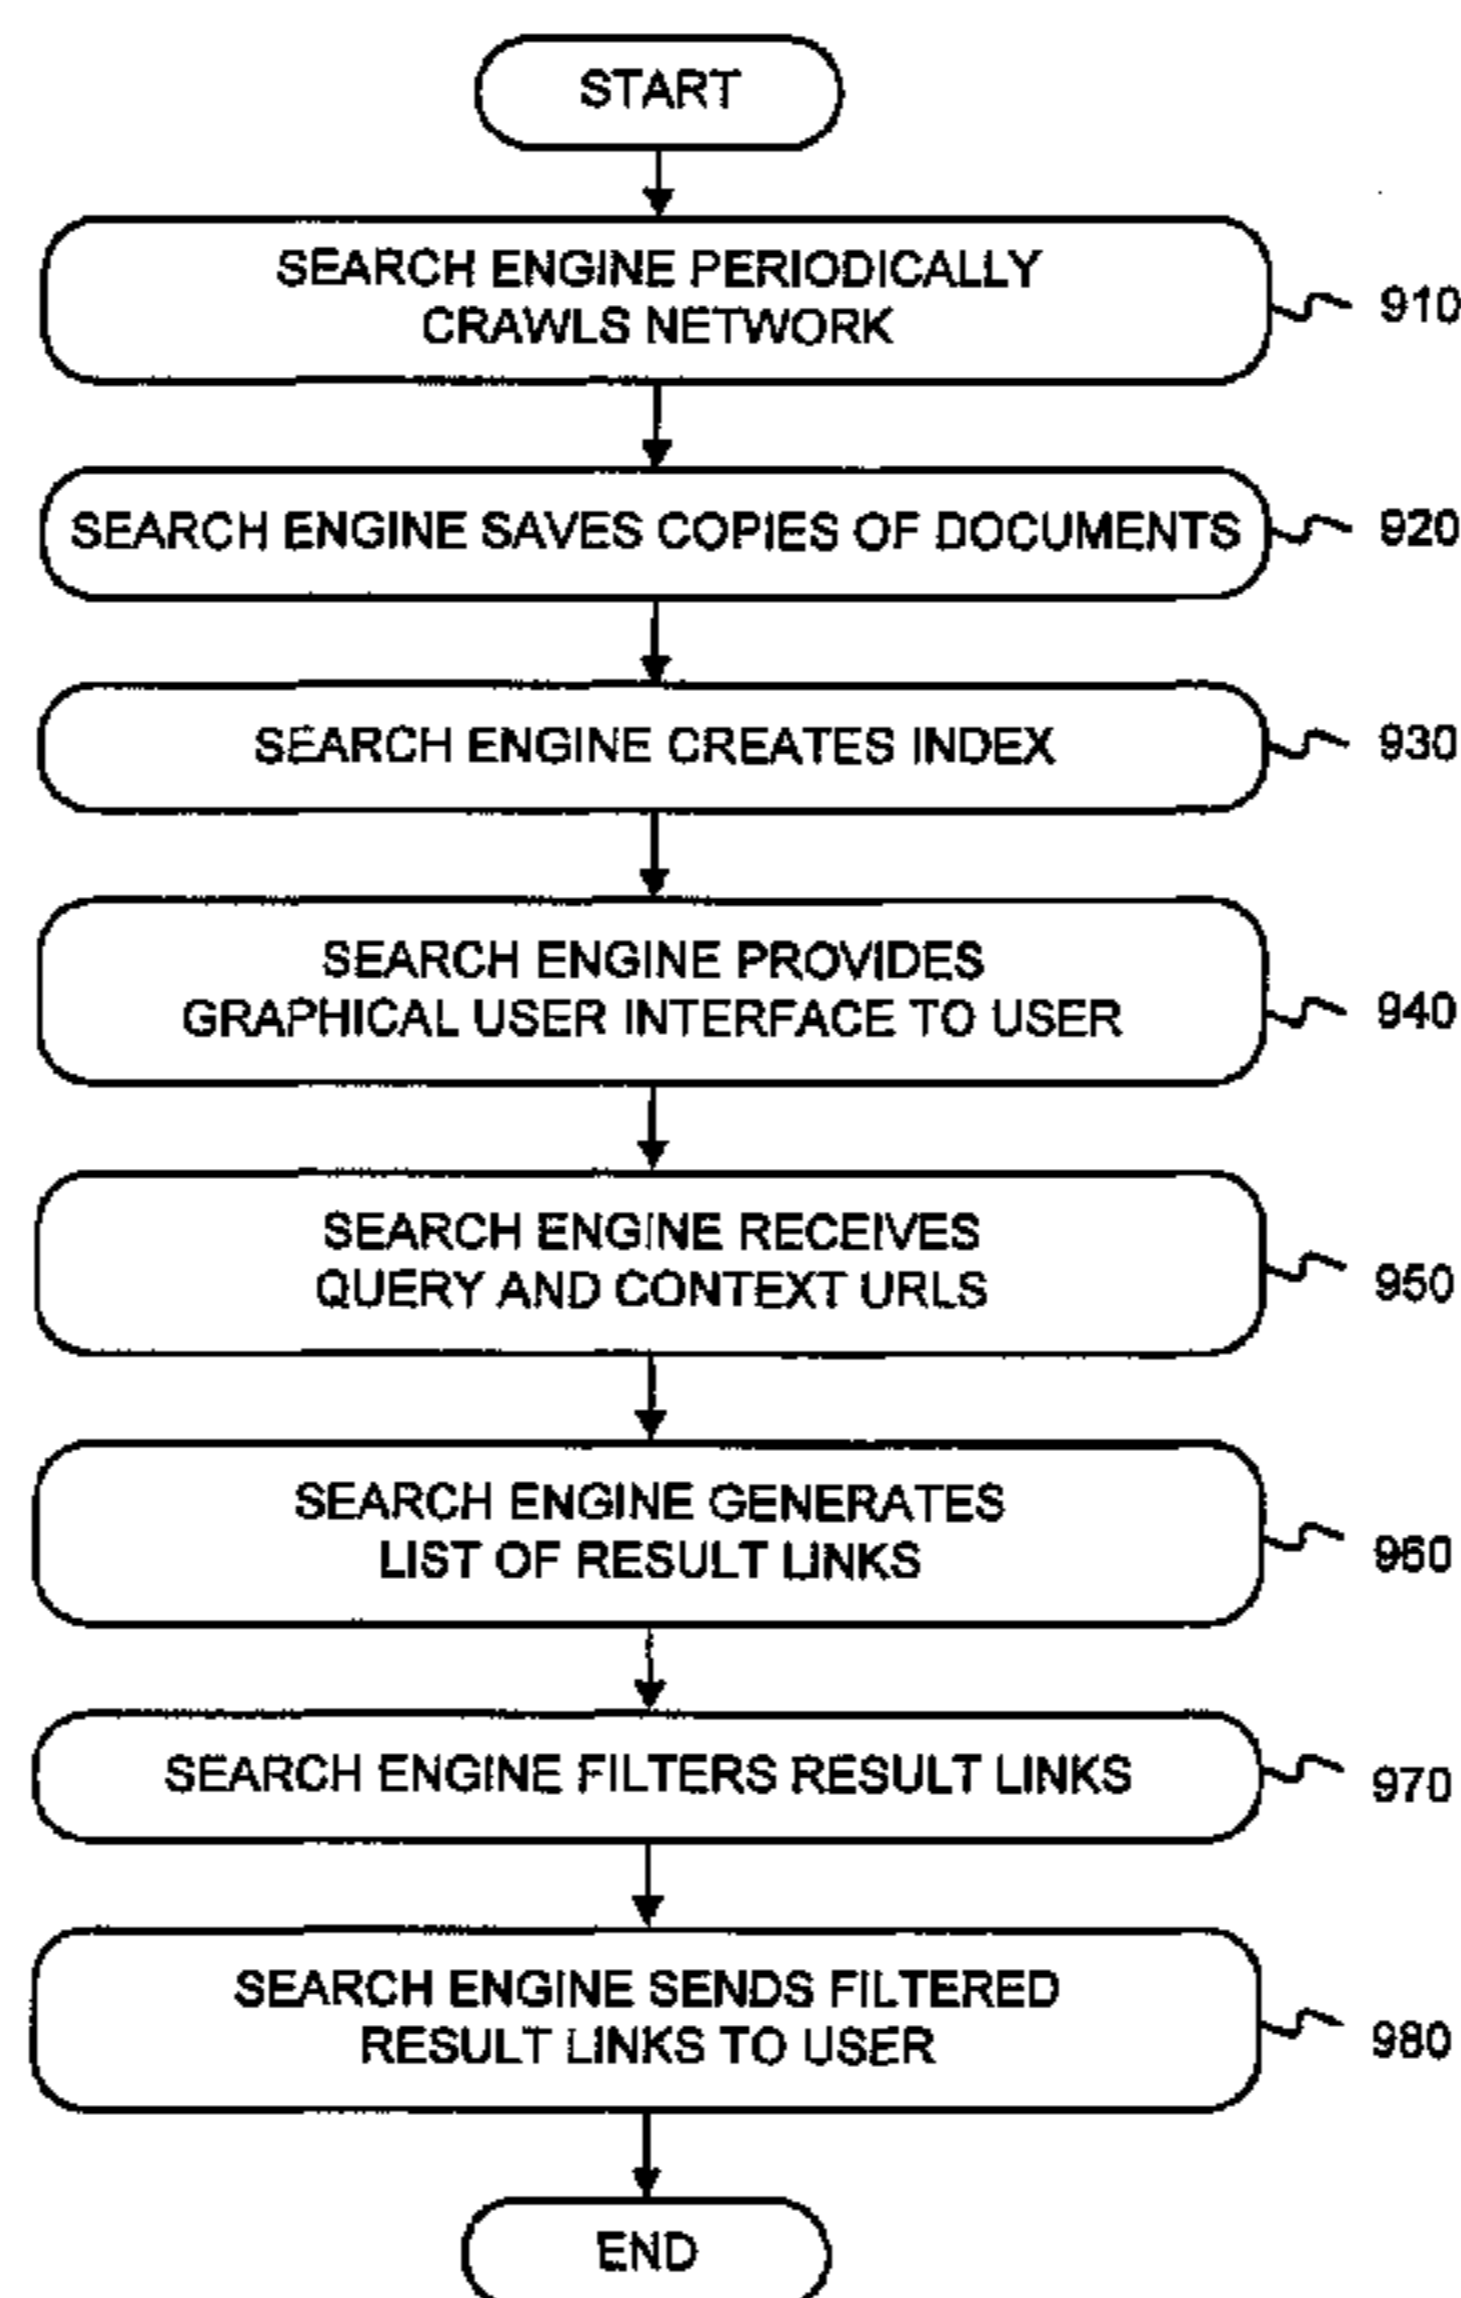 START
SEARCH ENGINE PERIODICALLY
CRAWLS NETWORK
910
SEARCH ENGINE SAVES COPIES OF DOCUMENTS
920
SEARCH ENGINE CREATES INDEX
930
SEARCH ENGINE PROVIDES
GRAPHICAL USER INTERFACE TO USER
940
SEARCH ENGINE RECEIVES
QUERY AND CONTEXT URLS
950
SEARCH ENGINE GENERATES
LIST OF RESULT LINKS
960
SEARCH ENGINE FILTERS RESULT LINKS
970
SEARCH ENGINE SENDS FILTERED
RESULT LINKS TO USER
980
END